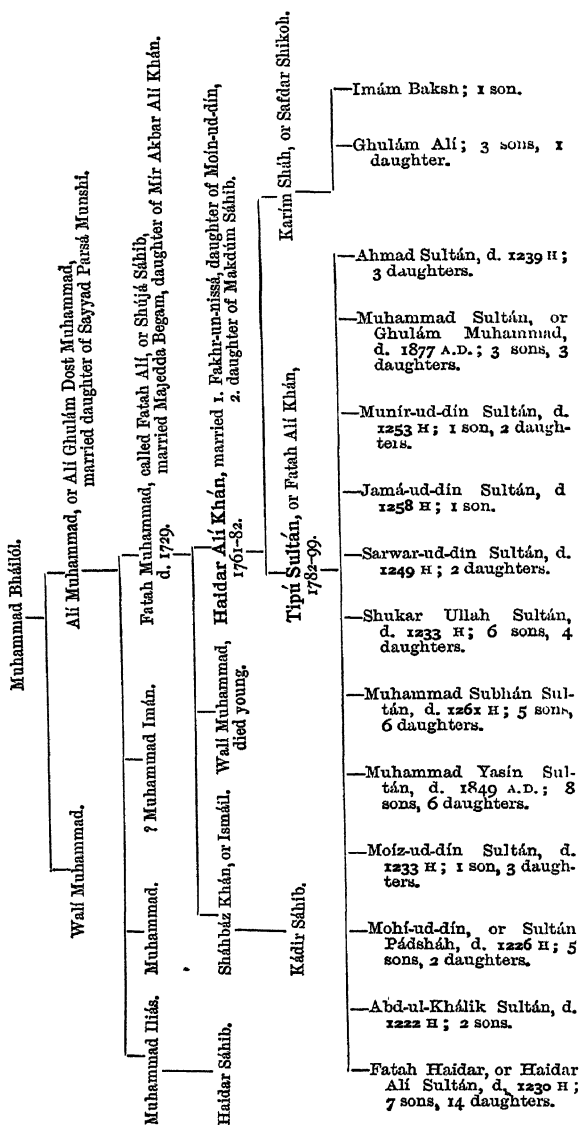 Muhammad Bháílól.
Walí Muhammad.
Alí Muhammad, or Alí Ghulám Dost Muhammad,
married daughter of Sayyad Parsá Munshi.
Muhammad Iliás.
Muhammad.
? Muhammad Imán.
Fatah Muhammad, called Fatah Alí, or Shújá Sáhib,
d. 1729.
married Majedda Begam, daughter of Mír Akbar Alí Khán.
Haidar Sáhib.
Sháhbáz Khán, or Ismáil.
Walí Muhammad,
died young.
Haidar Alí Khán, married 1. Fakhr-un-nissá, daughter of Moín-ud-dín,
1761-82.
2. daughter of Makdúm Sáhib.
Kádir Sáhib.
Tipú Sultán, or Fatah Alí Khán,
1782-99.
Karím Sháh, or Safdar Shikoh.
Imám Baksh; 1 son.
Ghulám Alí; 3 sons, 1
daughter.
Ahmad Sultán, d. 1239 H;
3 daughters.
Muhammad Sultán, or
Ghulám Muhammad,
d. 1877 A.D.; 3 sons, 3
daughters.
Munír-ud-dín Sultán, d.
1253 H; 1 son, 2 daugh-
ters.
Jamá-ud-dín Sultán, d
1258 H; 1 son.
Sarwar-ud-dín Sultán, d.
1249 H; 2 daughters.
Shukar Ullah Sultán,
d. 1233 H; 6 sons, 4
daughters.
Muhammad Subhán Sul-
tán, d. 1261 H; 5 sons,
6 daughters.
Muhammad Yasín Sul-
tán, d. 1849 A.D.; 8
sons, 6 daughters.
Moíz-ud-dín Sultán, d.
1233 H; 1 son, 3 daugh-
ters.
Mohí-ud-dín, or Sultán
Pádsháh, d. 1226 H; 5
sons, 2 daughters.
Abd-ul-Khálik Sultán, d.
1222 H; 2 sons.
Fatah Haidar, or Haidar
Alí Sultán, d. 1230 H;
7 sons, 14 daughters.